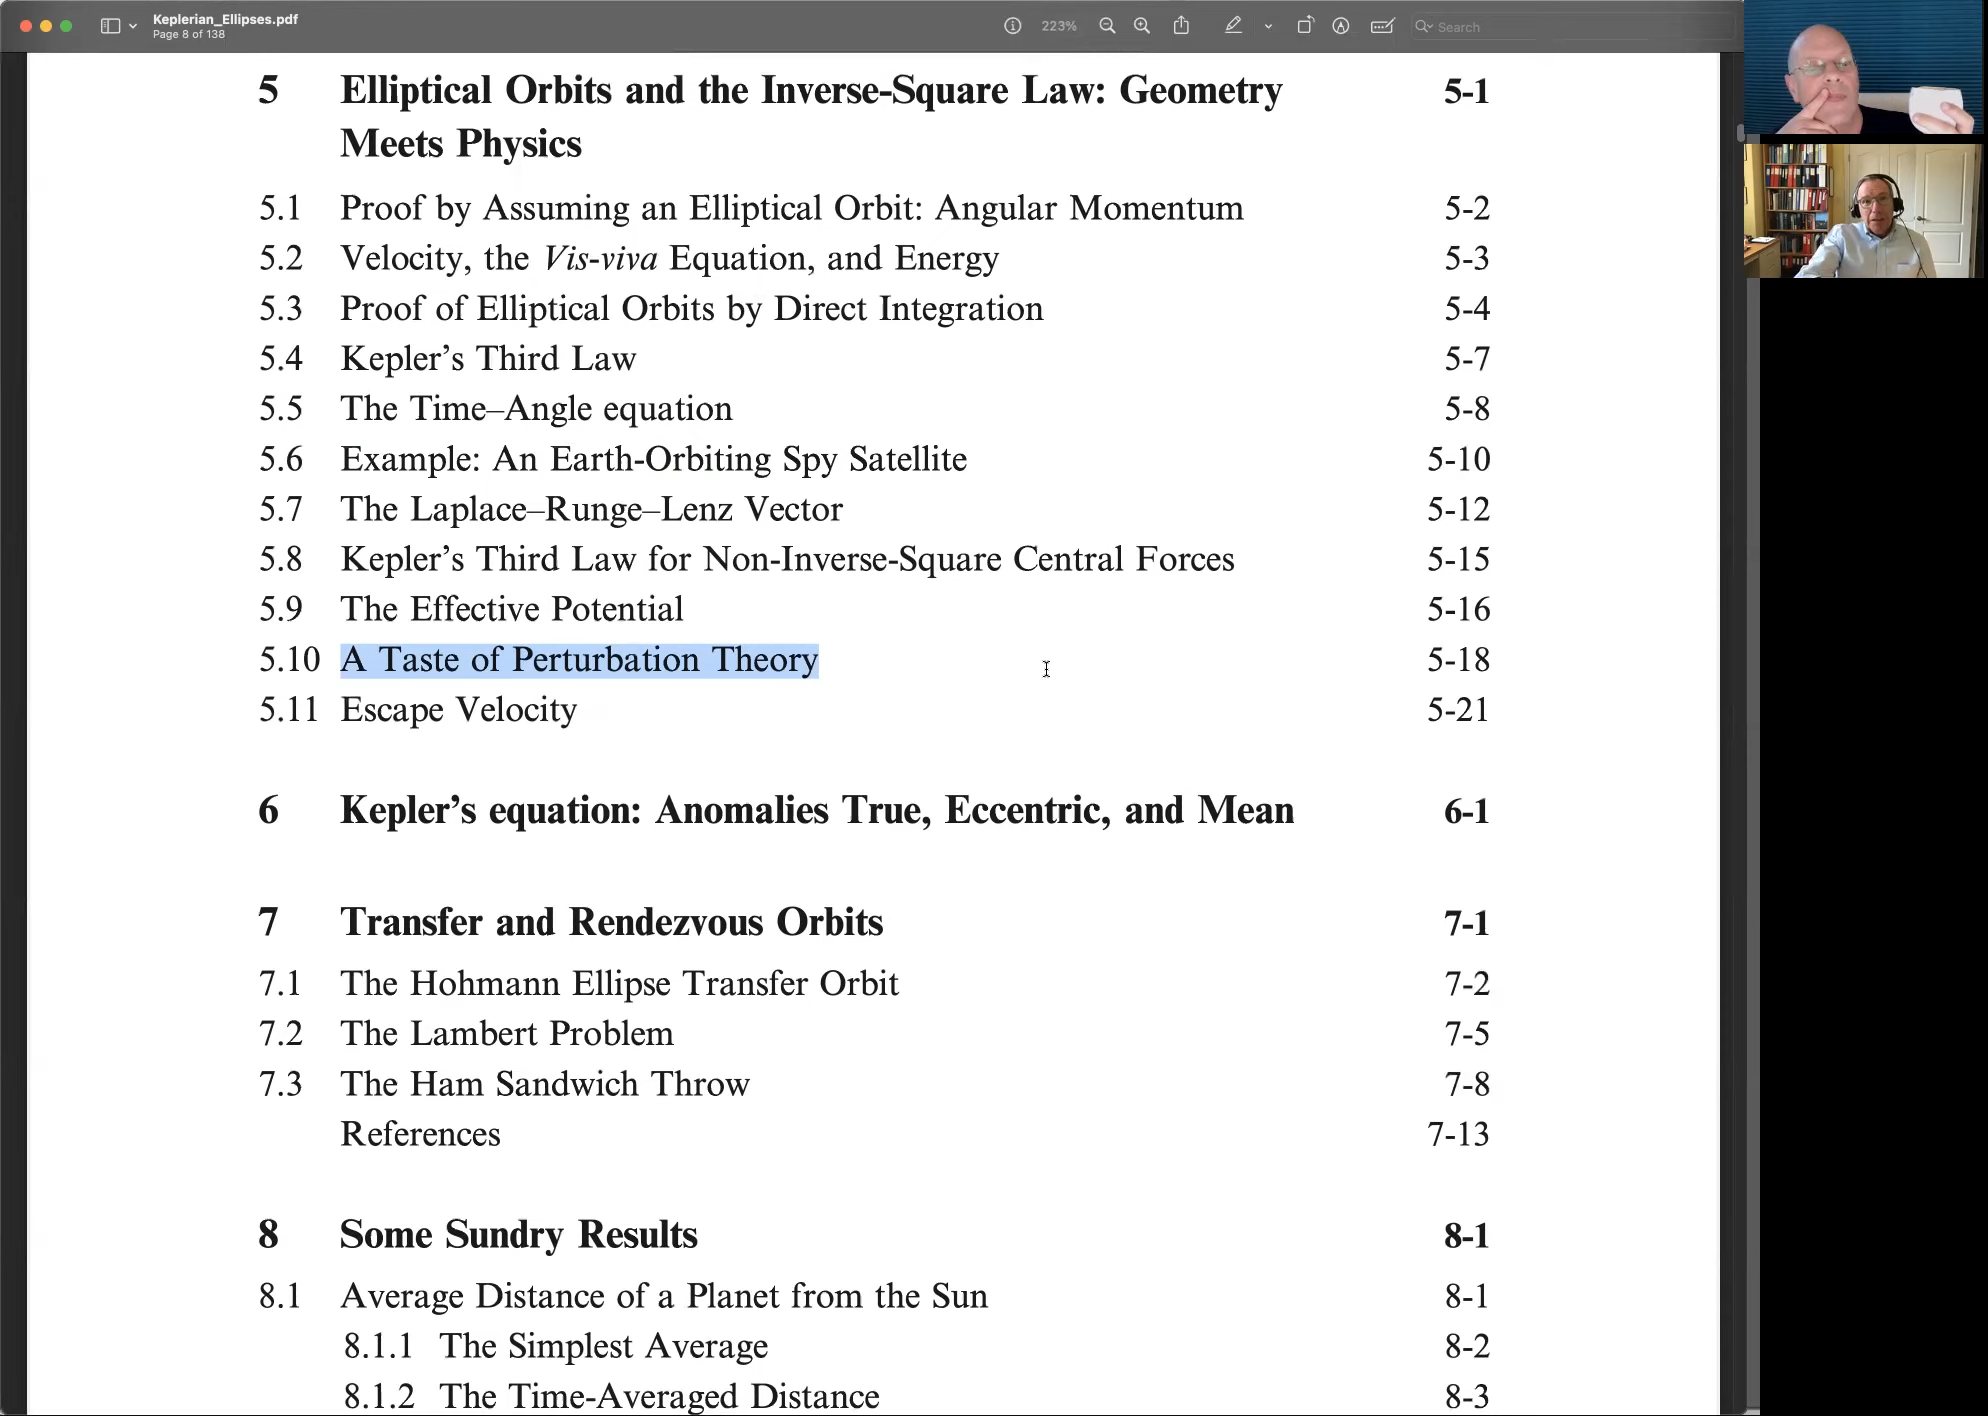 Keplerian_Ellipses.pdf
Page 8 of 138
223%
Search
5 Elliptical Orbits and the Inverse-Square Law: Geometry 5-1
Meets Physics
5.1 Proof by Assuming an Elliptical Orbit: Angular Momentum 5-2
5.2 Velocity, the Vis-viva Equation, and Energy 5-3
5.3 Proof of Elliptical Orbits by Direct Integration 5-4
5.4 Kepler’s Third Law 5-7
5.5 The Time–Angle equation 5-8
5.6 Example: An Earth-Orbiting Spy Satellite 5-10
5.7 The Laplace–Runge–Lenz Vector 5-12
5.8 Kepler’s Third Law for Non-Inverse-Square Central Forces 5-15
5.9 The Effective Potential 5-16
5.10 A Taste of Perturbation Theory 5-18
5.11 Escape Velocity 5-21
6 Kepler’s equation: Anomalies True, Eccentric, and Mean 6-1
7 Transfer and Rendezvous Orbits 7-1
7.1 The Hohmann Ellipse Transfer Orbit 7-2
7.2 The Lambert Problem 7-5
7.3 The Ham Sandwich Throw 7-8
References 7-13
8 Some Sundry Results 8-1
8.1 Average Distance of a Planet from the Sun 8-1
8.1.1 The Simplest Average 8-2
8.1.2 The Time-Averaged Distance 8-3